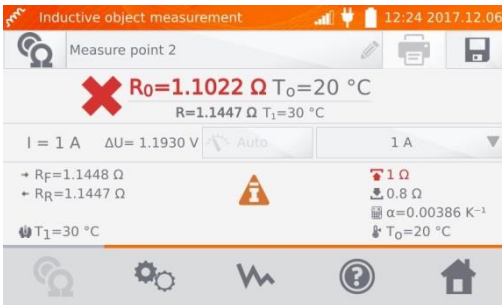 Inductive object measurement 12:24 2017.12.06
Measure point 2
R0=1.1022 Ω To=20 °C
R=1.1447 Ω T1=30 °C
I = 1 A ΔU= 1.1930 V Auto 1 A
→ RF=1.1448 Ω 1 Ω
← RR=1.1447 Ω 0.8 Ω
α=0.00386 K⁻¹
T1=30 °C To=20 °C